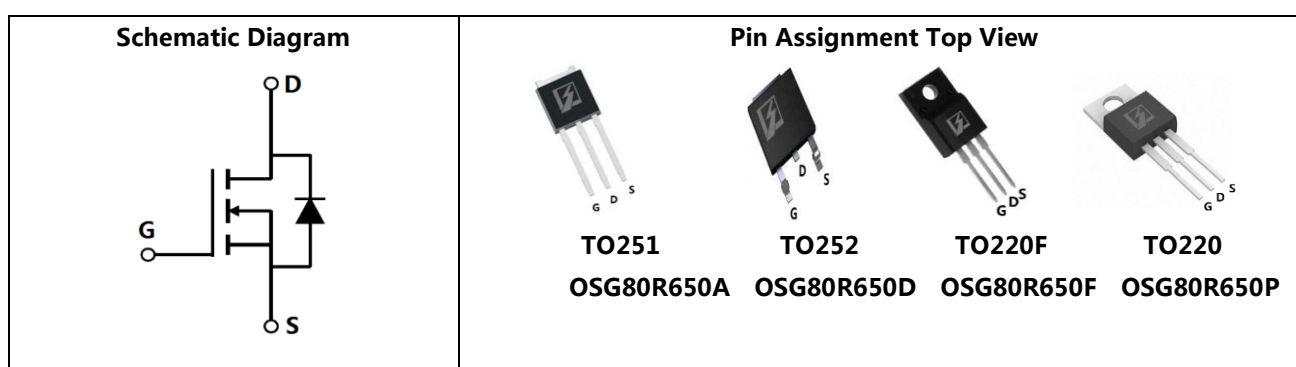 Schematic Diagram
D
G
S
Pin Assignment Top View
G D S
G D S
G D S
G D S
TO251 TO252 TO220F TO220
OSG80R650A OSG80R650D OSG80R650F OSG80R650P